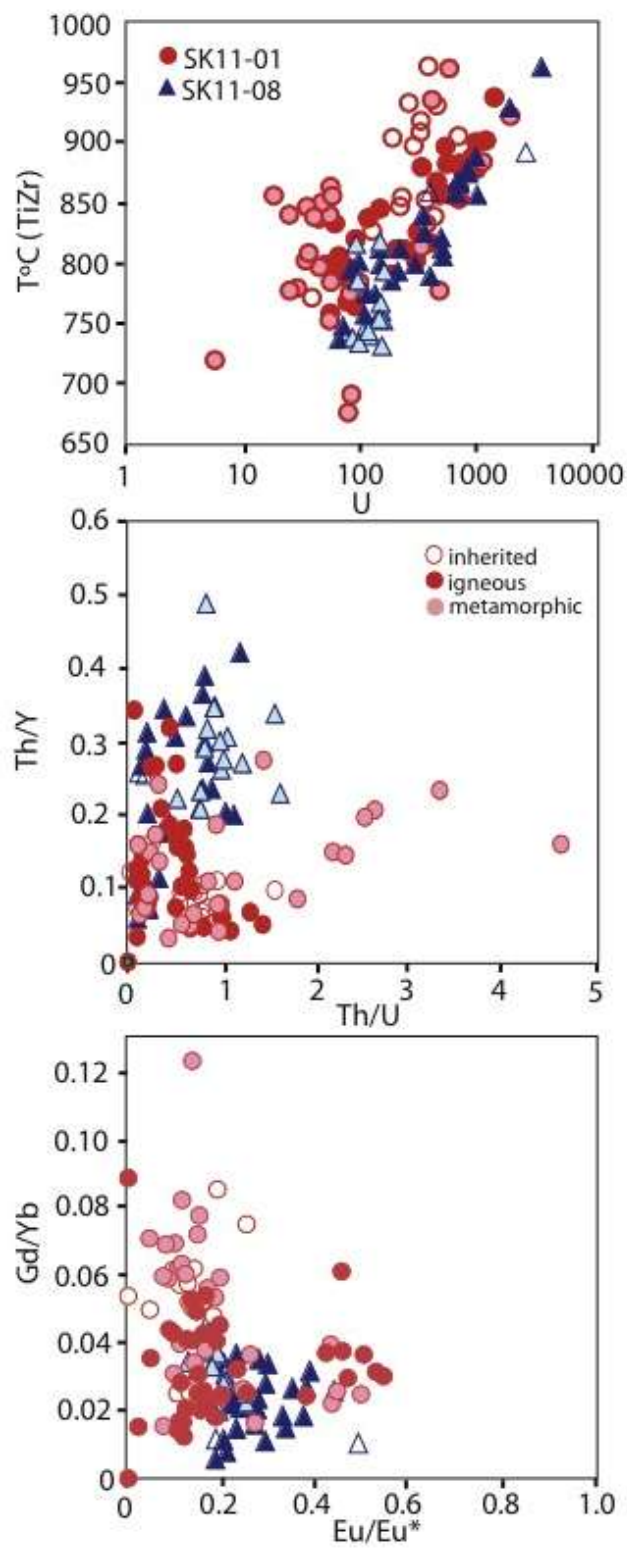 1000
950
900
850
800
750
700
650
T°C (TiZr)
SK11-01
SK11-08
1 10 100 1000 10000
U
0.6
0.5
0.4
0.3
0.2
0.1
0
Th/Y
inherited
igneous
metamorphic
0 1 2 3 4 5
Th/U
0.12
0.10
0.08
0.06
0.04
0.02
0
Gd/Yb
0 0.2 0.4 0.6 0.8 1.0
Eu/Eu*